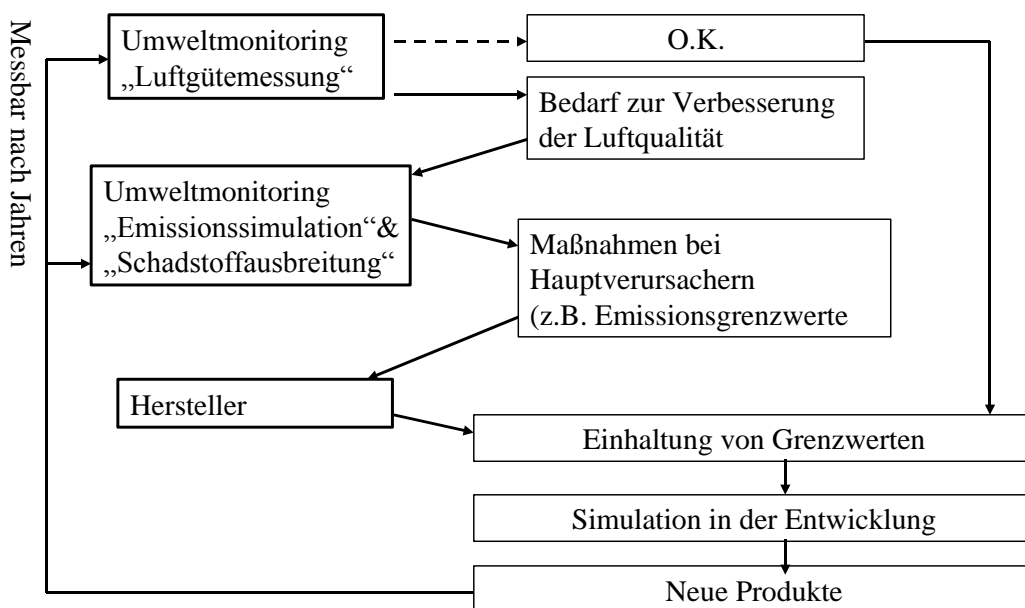 Messbar nach Jahren
Umweltmonitoring
„Luftgütemessung“
O.K.
Bedarf zur Verbesserung
der Luftqualität
Umweltmonitoring
„Emissionssimulation“&
„Schadstoffausbreitung“
Maßnahmen bei
Hauptverursachern
(z.B. Emissionsgrenzwerte
Hersteller
Einhaltung von Grenzwerten
Simulation in der Entwicklung
Neue Produkte